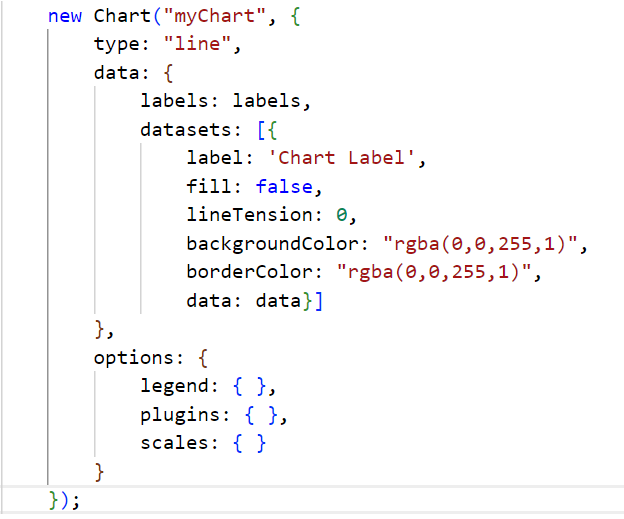 new Chart("myChart", {
    type: "line",
    data: {
        labels: labels,
        datasets: [{
            label: 'Chart Label',
            fill: false,
            lineTension: 0,
            backgroundColor: "rgba(0,0,255,1)",
            borderColor: "rgba(0,0,255,1)",
            data: data}]
    },
    options: {
        legend: { },
        plugins: { },
        scales: { }
    }
});